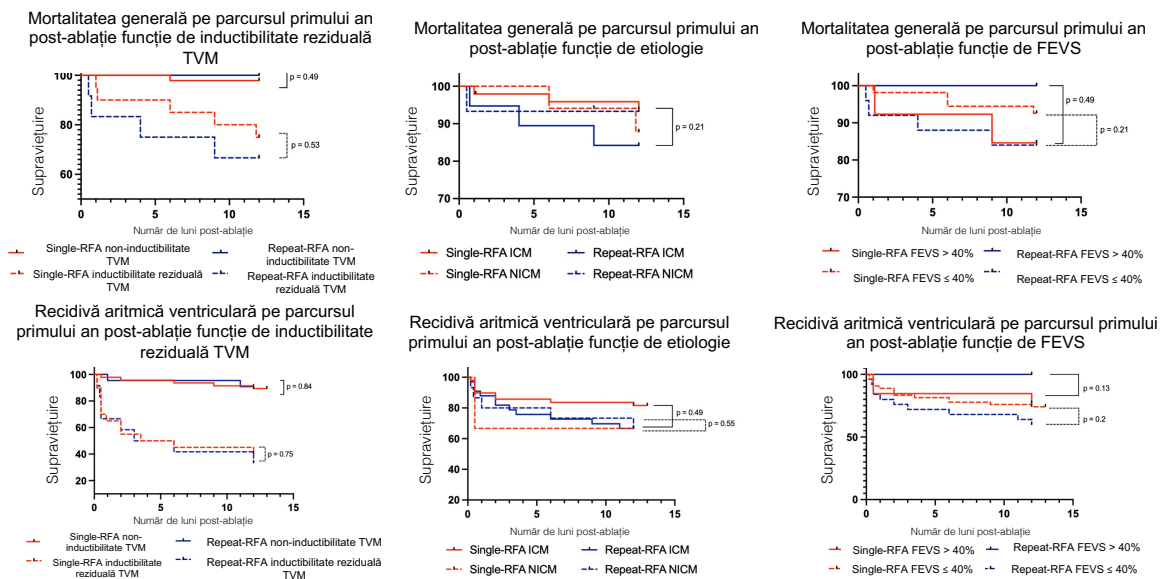 Mortalitatea generală pe parcursul primului an
post-ablație funcție de inductibilitate reziduală
TVM
100
80
60
Supraviețuire
0
5
10
15
p = 0.49
p = 0.53
Număr de luni post-ablație
Single-RFA non-inductibilitate
TVM
Repeat-RFA non-
inductibilitate TVM
Single-RFA inductibilitate reziduală
TVM
Repeat-RFA inductibilitate
reziduală TVM
Mortalitatea generală pe parcursul primului an
post-ablație funcție de etiologie
100
90
80
70
Supraviețuire
0
5
10
15
p = 0.21
Număr de luni post-ablație
Single-RFA ICM
Repeat-RFA ICM
Single-RFA NICM
Repeat-RFA NICM
Mortalitatea generală pe parcursul primului an
post-ablație funcție de FEVS
100
90
80
70
Supraviețuire
0
5
10
15
p = 0.49
p = 0.21
Număr de luni post-ablație
Single-RFA FEVS > 40%
Repeat-RFA FEVS > 40%
Single-RFA FEVS ≤ 40%
Repeat-RFA FEVS ≤ 40%
Recidivă aritmică ventriculară pe parcursul
primului an post-ablație funcție de inductibilitate
reziduală TVM
100
80
60
40
20
Supraviețuire
0
5
10
15
p = 0.84
p = 0.75
Număr de luni post-ablație
Single-RFA non-
inductibilitate TVM
Repeat-RFA non-inductibilitate TVM
Single-RFA inductibilitate
reziduală TVM
Repeat-RFA inductibilitate reziduală
TVM
Recidivă aritmică ventriculară pe parcursul
primului an post-ablație funcție de etiologie
100
80
60
40
20
Supraviețuire
0
5
10
15
p = 0.49
p = 0.55
Număr de luni post-ablație
Single-RFA ICM
Repeat-RFA ICM
Single-RFA NICM
Repeat-RFA NICM
Recidivă aritmică ventriculară pe parcursul primului
an post-ablație funcție de FEVS
100
50
0
Supraviețuire
0
5
10
15
p = 0.13
p = 0.2
Număr de luni post-ablație
Single-RFA FEVS > 40%
Repeat-RFA FEVS > 40%
Single-RFA FEVS ≤ 40%
Repeat-RFA FEVS ≤ 40%